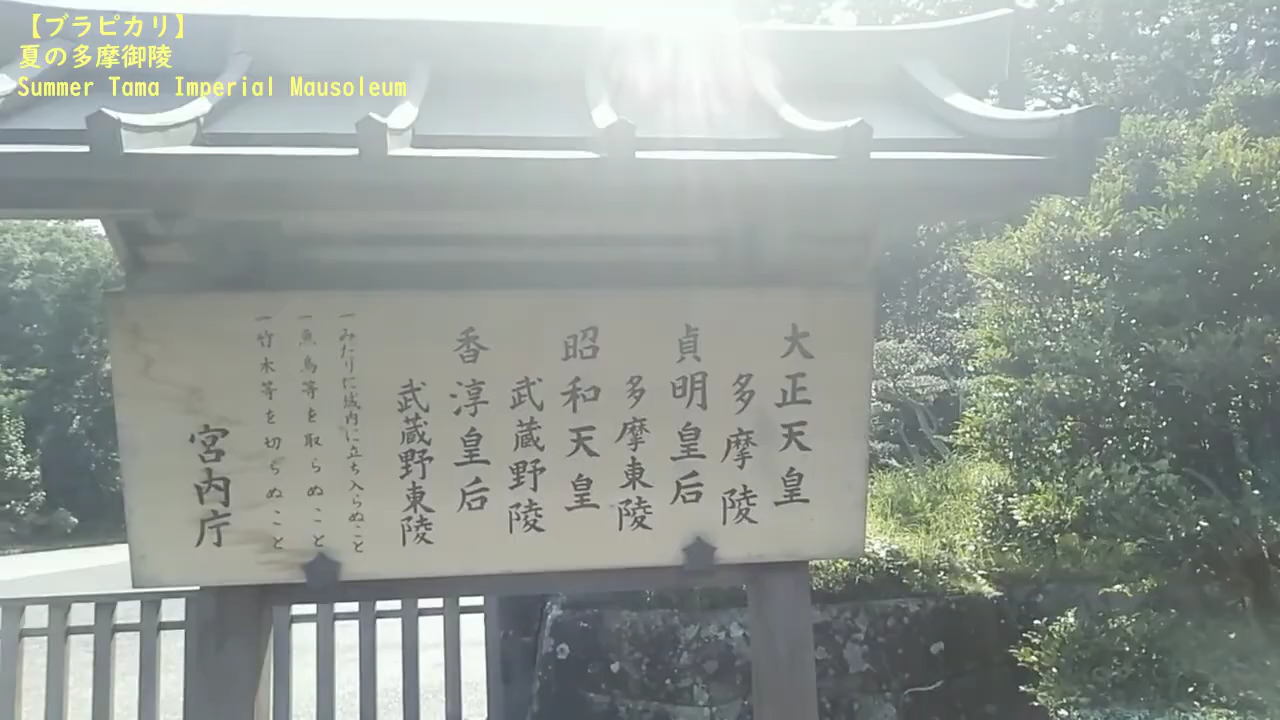 【ブラピカリ】
夏の多摩御陵
Summer Tama Imperial Mausoleum
大正天皇
多摩陵
貞明皇后
多摩東陵
昭和天皇
武蔵野陵
香淳皇后
武蔵野東陵
一みだりに域内に立ち入らぬこと
一魚鳥等を取らぬこと
一竹木等を切らぬこと
宮内庁